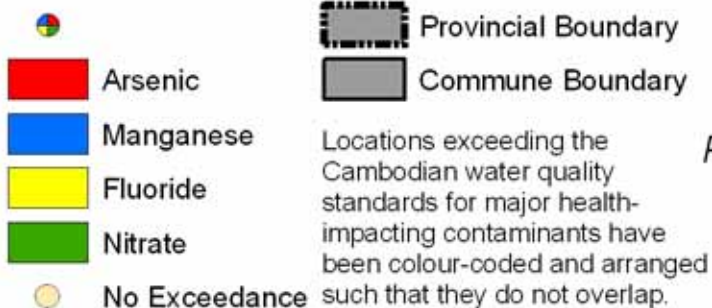 Provincial Boundary
Arsenic
Commune Boundary
Manganese
Fluoride
Nitrate
No Exceedance
Locations exceeding the
Cambodian water quality
standards for major health-
impacting contaminants have
been colour-coded and arranged
such that they do not overlap.